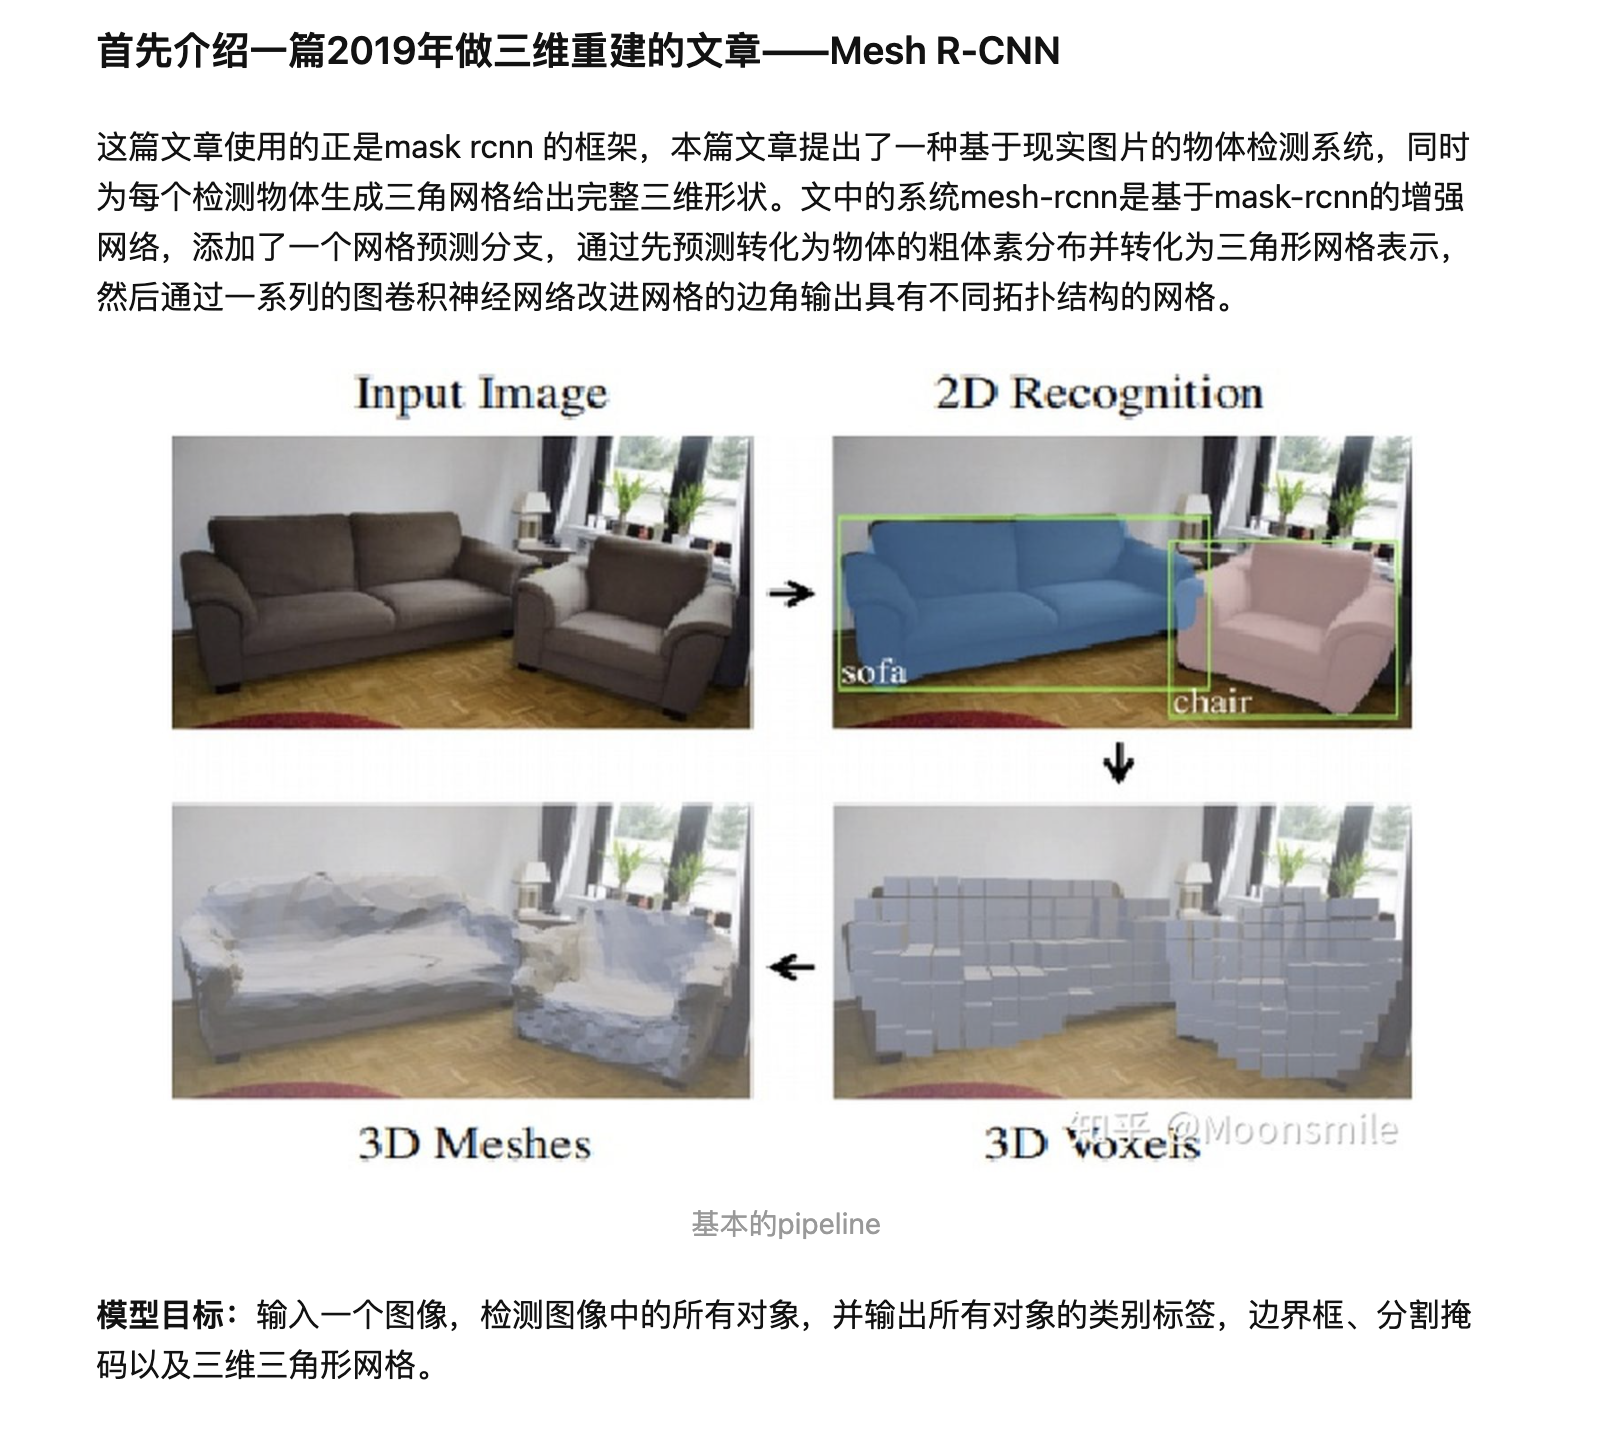 首先介绍一篇2019年做三维重建的文章——Mesh R-CNN
这篇文章使用的正是mask rcnn 的框架，本篇文章提出了一种基于现实图片的物体检测系统，同时
为每个检测物体生成三角网格给出完整三维形状。文中的系统mesh-rcnn是基于mask-rcnn的增强
网络，添加了一个网格预测分支，通过先预测转化为物体的粗体素分布并转化为三角形网格表示，
然后通过一系列的图卷积神经网络改进网格的边角输出具有不同拓扑结构的网格。
Input Image
2D Recognition
sofa
chair
3D Meshes
3D Voxels
知乎 @Moonsmile
基本的pipeline
模型目标：输入一个图像，检测图像中的所有对象，并输出所有对象的类别标签，边界框、分割掩
码以及三维三角形网格。